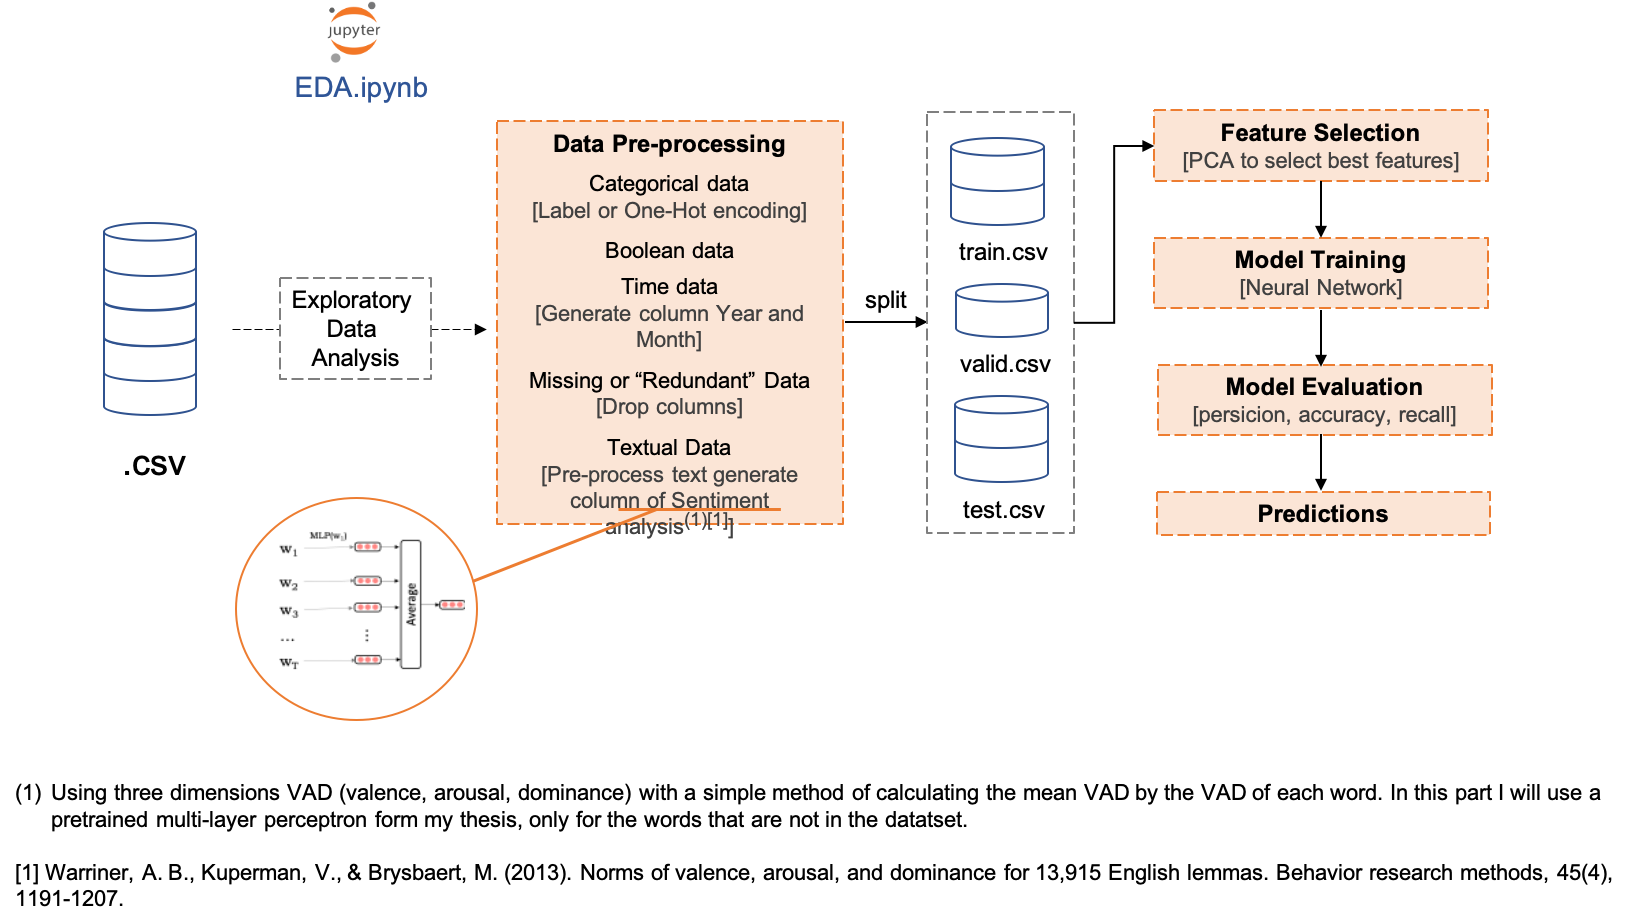 jupyter
EDA.ipynb
.CSV
Exploratory
Data
Analysis
Data Pre-processing
Categorical data
[Label or One-Hot encoding]
Boolean data
Time data
[Generate column Year and
Month]
Missing or “Redundant” Data
[Drop columns]
Textual Data
[Pre-process text generate
column of Sentiment
analysis(1)[1]]
MLP(w₁)
w₁
w₂
w₃
...
w_T
Average
split
train.csv
valid.csv
test.csv
Feature Selection
[PCA to select best features]
Model Training
[Neural Network]
Model Evaluation
[persicion, accuracy, recall]
Predictions
(1) Using three dimensions VAD (valence, arousal, dominance) with a simple method of calculating the mean VAD by the VAD of each word. In this part I will use a
pretrained multi-layer perceptron form my thesis, only for the words that are not in the datatset.
[1] Warriner, A. B., Kuperman, V., & Brysbaert, M. (2013). Norms of valence, arousal, and dominance for 13,915 English lemmas. Behavior research methods, 45(4),
1191-1207.